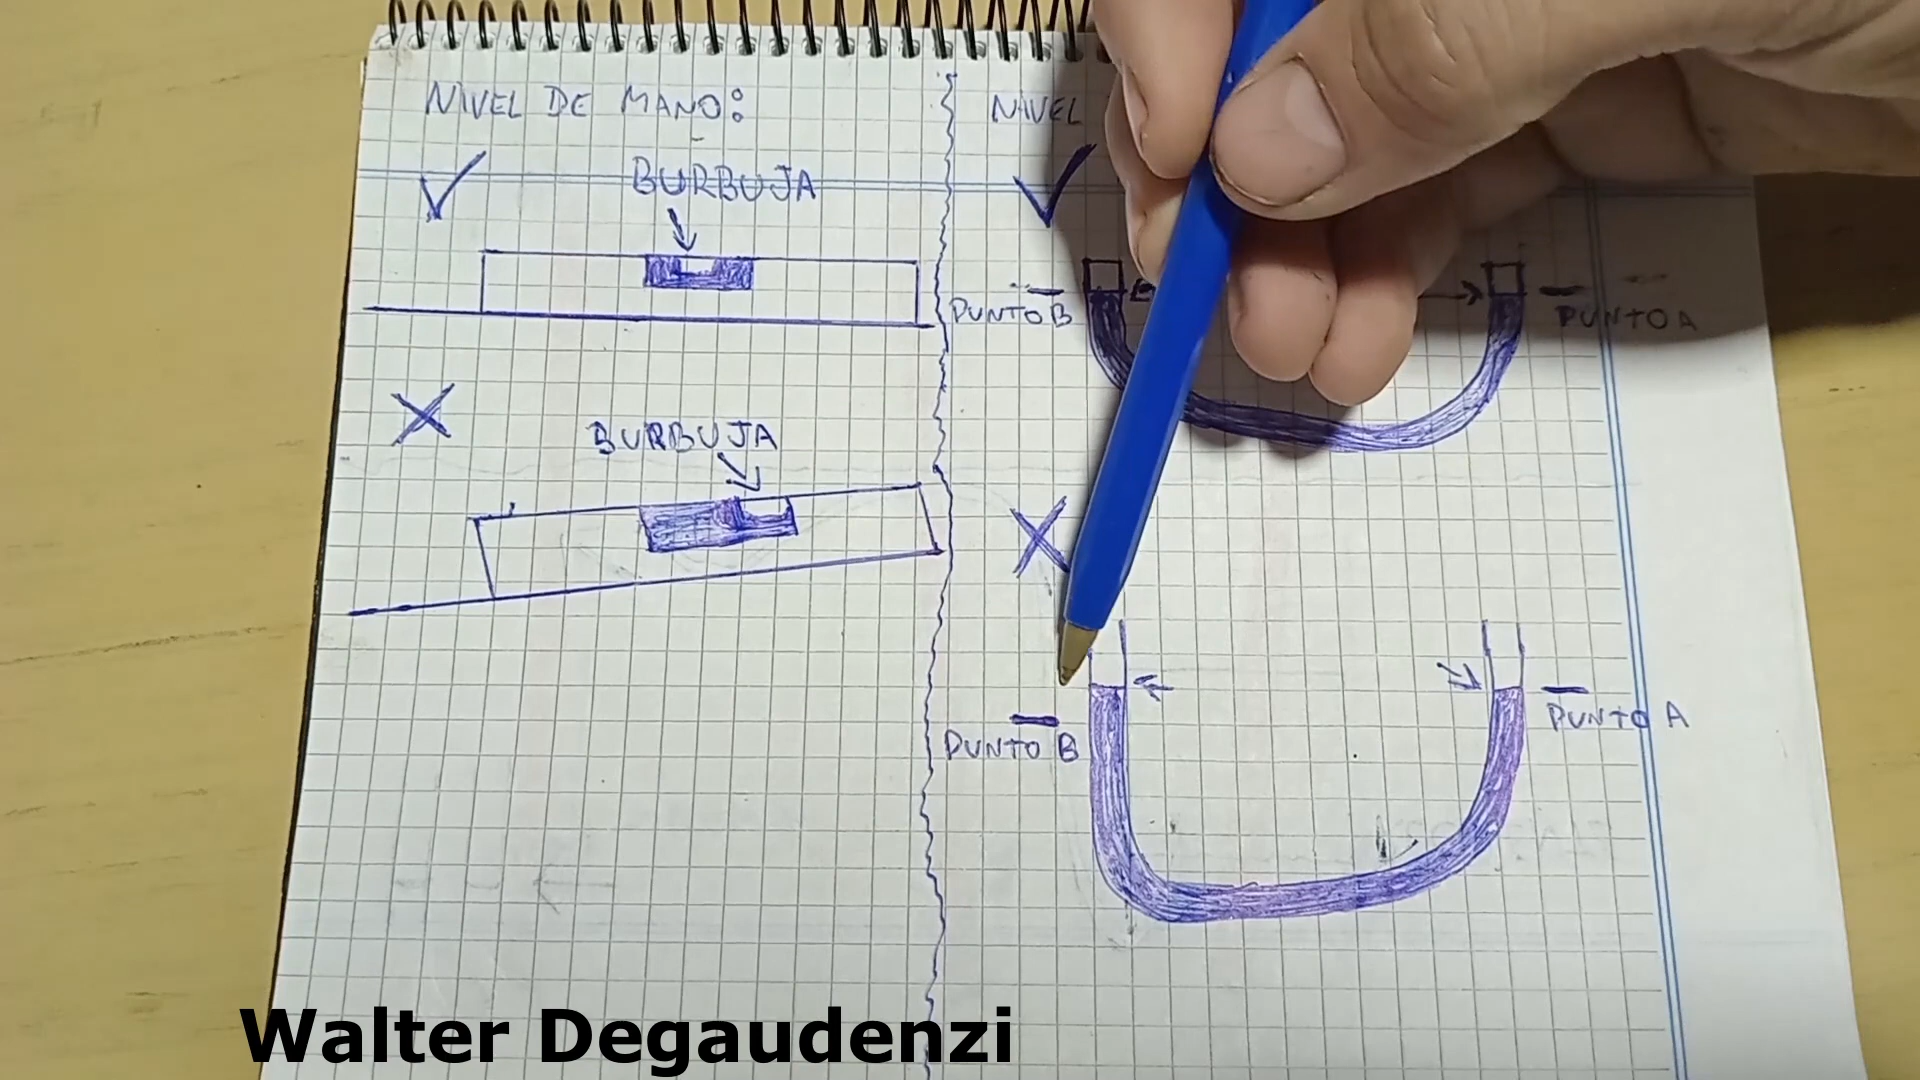 NIVEL DE MANO:
BURBUJA
BURBUJA
NIVEL
PUNTO B
PUNTO A
PUNTO B
PUNTO A
Walter Degaudenzi